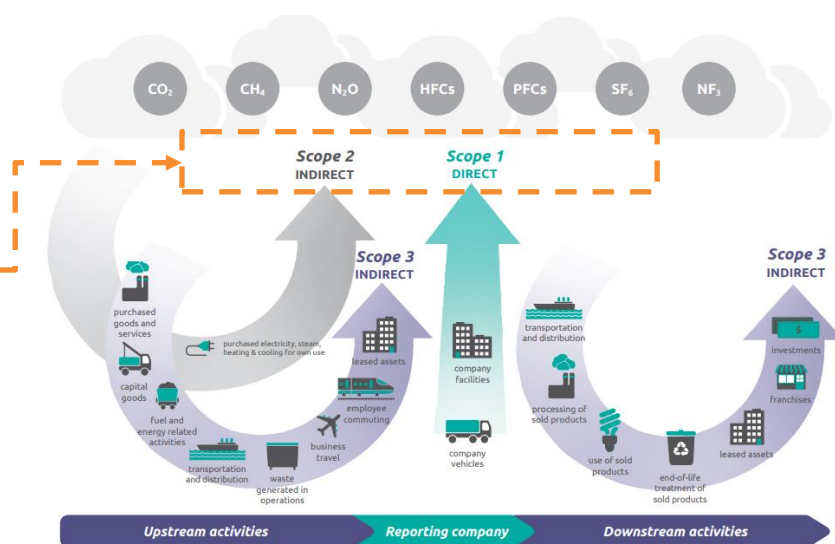 CO₂
CH₄
N₂O
HFCs
PFCs
SF₆
NF₃
Scope 2
INDIRECT
Scope 1
DIRECT
Scope 3
INDIRECT
Scope 3
INDIRECT
purchased
goods and
services
capital
goods
fuel and
energy related
activities
purchased electricity, steam,
heating & cooling for own use
transportation
and distribution
waste
generated in
operations
business
travel
employee
commuting
leased assets
company
facilities
company
vehicles
transportation
and distribution
processing of
sold products
use of sold
products
end-of-life
treatment of
sold products
leased assets
franchises
$
investments
Upstream activities
Reporting company
Downstream activities